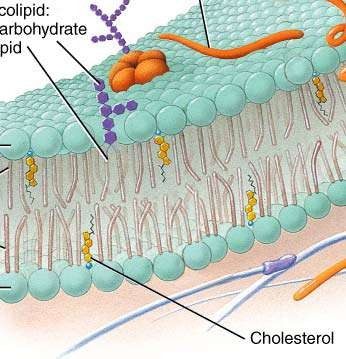 colipid:
arbohydrate
pid
Cholesterol